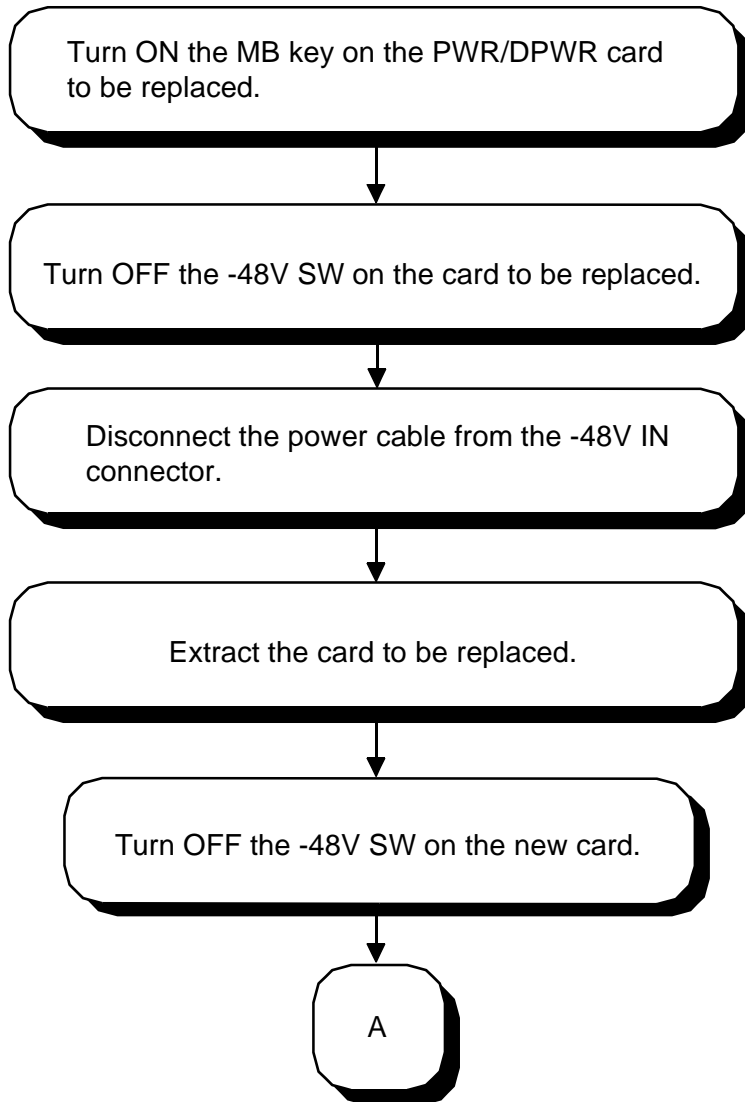 Turn ON the MB key on the PWR/DPWR card
to be replaced.
Turn OFF the -48V SW on the card to be replaced.
Disconnect the power cable from the -48V IN
connector.
Extract the card to be replaced.
Turn OFF the -48V SW on the new card.
A